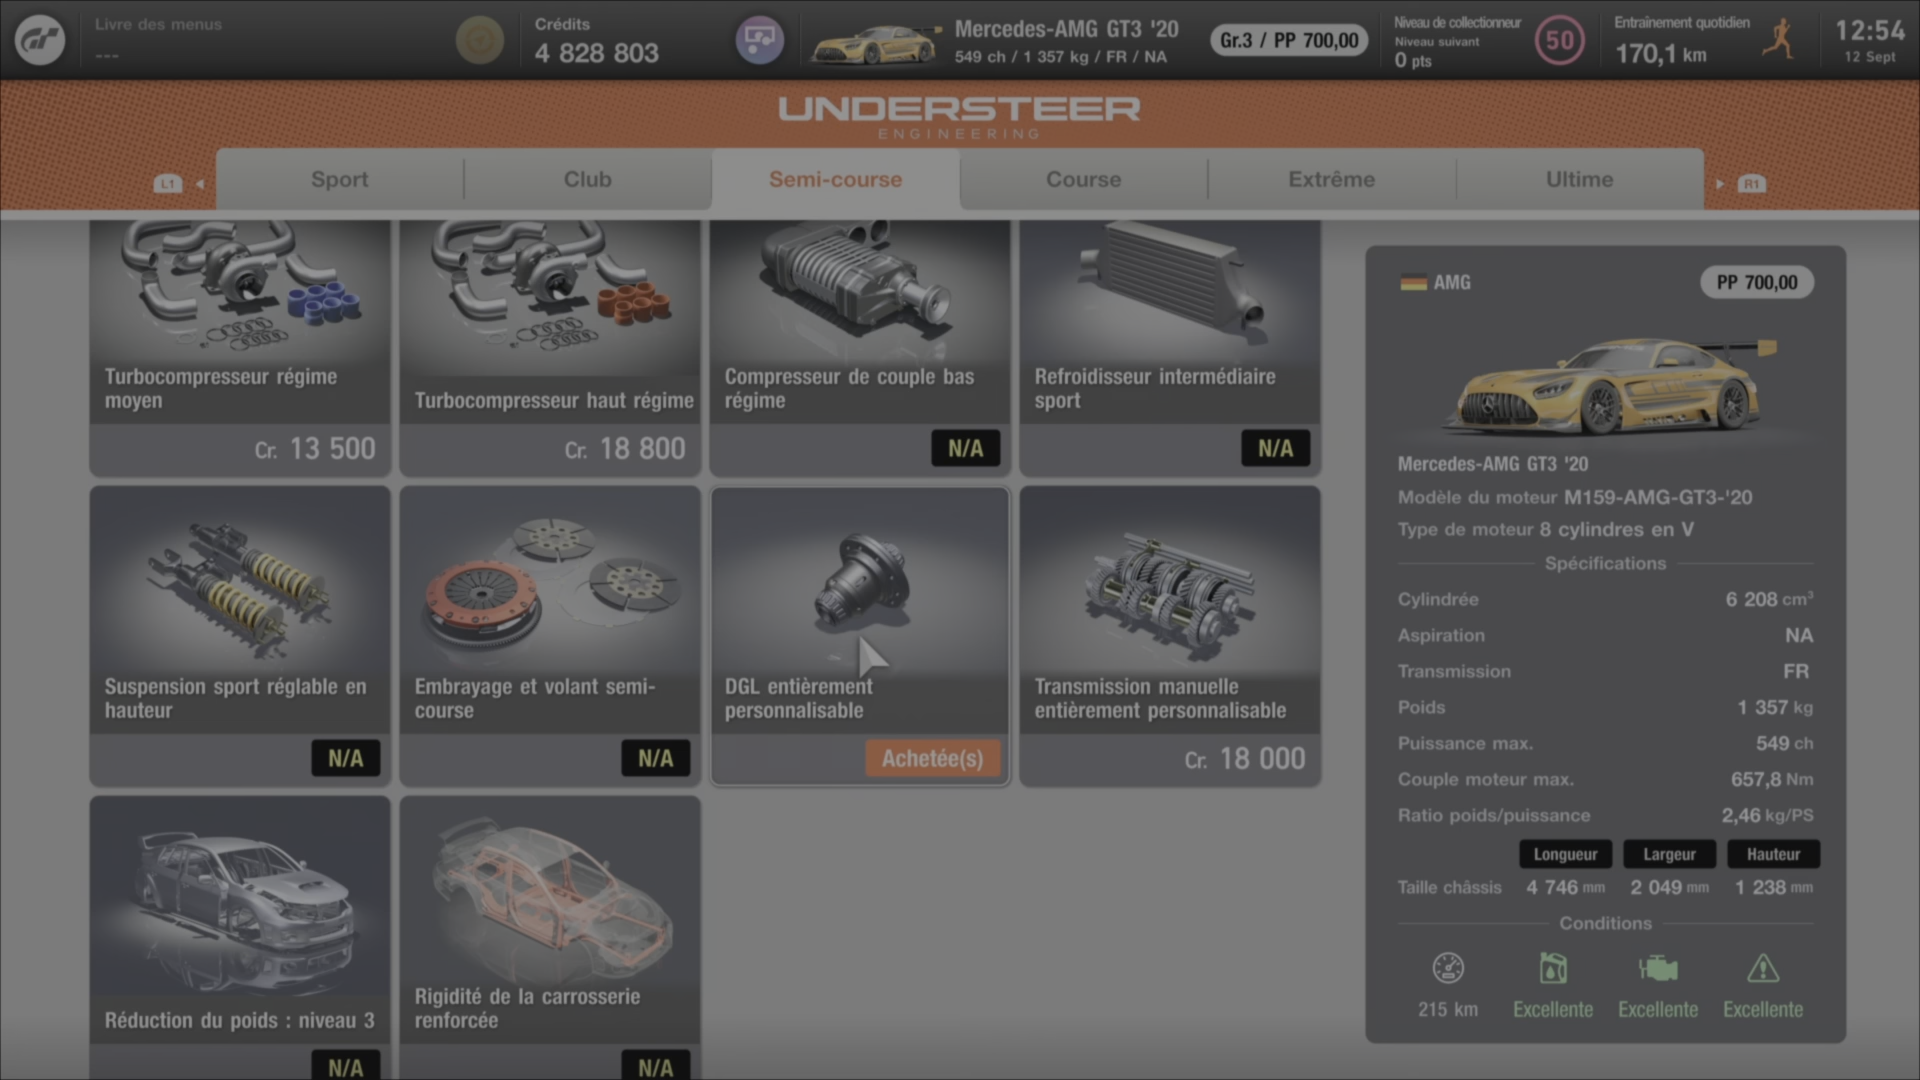 Livre des menus
---
Crédits
4 828 803
Mercedes-AMG GT3 '20
549 ch / 1 357 kg / FR / NA
Gr.3 / PP 700,00
Niveau de collectionneur
Niveau suivant
0 pts
50
Entraînement quotidien
170,1 km
12:54
12 Sept
UNDERSTEER
ENGINEERING
L1
Sport
Club
Semi-course
Course
Extrême
Ultime
R1
Turbocompresseur régime
moyen
Cr. 13 500
Turbocompresseur haut régime
Cr. 18 800
Compresseur de couple bas
régime
N/A
Refroidisseur intermédiaire
sport
N/A
Suspension sport réglable en
hauteur
N/A
Embrayage et volant semi-
course
N/A
DGL entièrement
personnalisable
Achetée(s)
Transmission manuelle
entièrement personnalisable
Cr. 18 000
Réduction du poids : niveau 3
N/A
Rigidité de la carrosserie
renforcée
N/A
AMG
PP 700,00
Mercedes-AMG GT3 '20
Modèle du moteur M159-AMG-GT3-'20
Type de moteur 8 cylindres en V
Spécifications
Cylindrée 6 208 cm³
Aspiration NA
Transmission FR
Poids 1 357 kg
Puissance max. 549 ch
Couple moteur max. 657,8 Nm
Ratio poids/puissance 2,46 kg/PS
Longueur Largeur Hauteur
Taille châssis 4 746 mm 2 049 mm 1 238 mm
Conditions
215 km Excellente Excellente Excellente